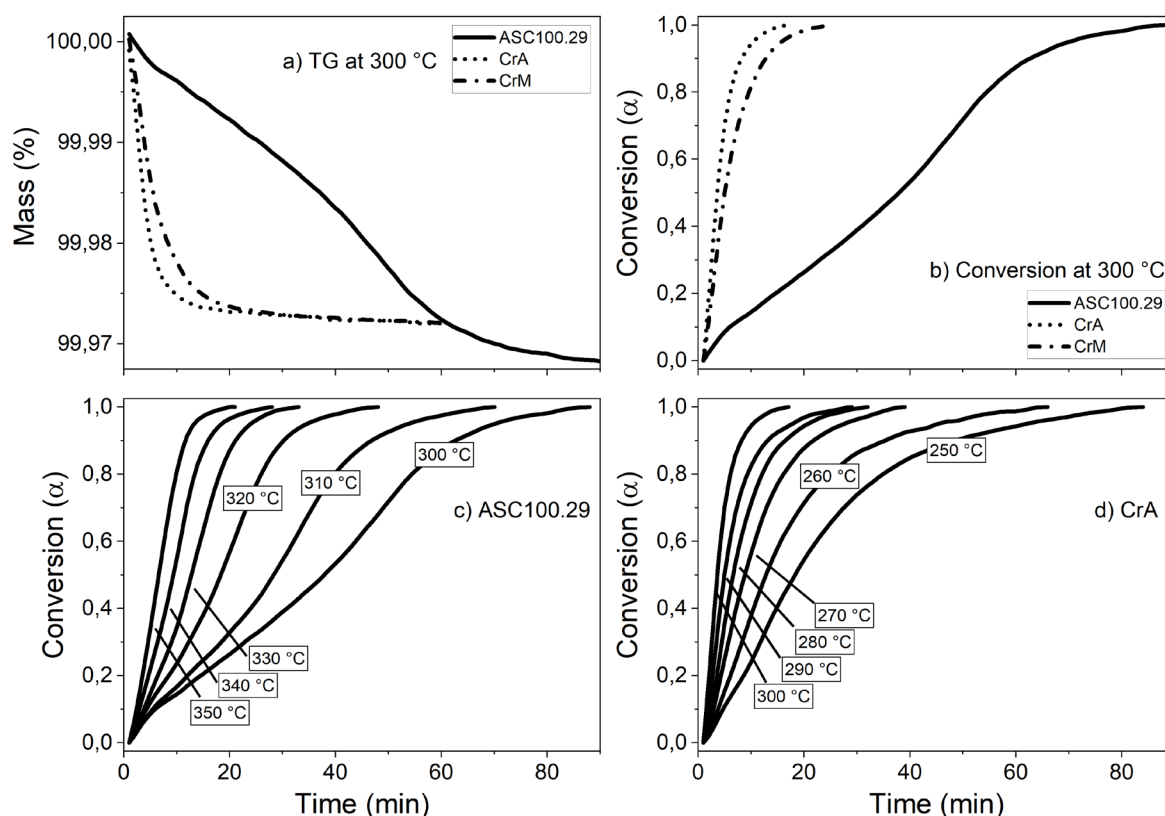 100,00
99,99
99,98
99,97
Mass (%)
a) TG at 300 °C
ASC100.29
CrA
CrM
1,0
0,8
0,6
0,4
0,2
0,0
Conversion (α)
b) Conversion at 300 °C
ASC100.29
CrA
CrM
1,0
0,8
0,6
0,4
0,2
0,0
Conversion (α)
320 °C
310 °C
300 °C
c) ASC100.29
330 °C
340 °C
350 °C
0
20
40
60
80
Time (min)
1,0
0,8
0,6
0,4
0,2
0,0
Conversion (α)
250 °C
260 °C
d) CrA
270 °C
280 °C
290 °C
300 °C
0
20
40
60
80
Time (min)